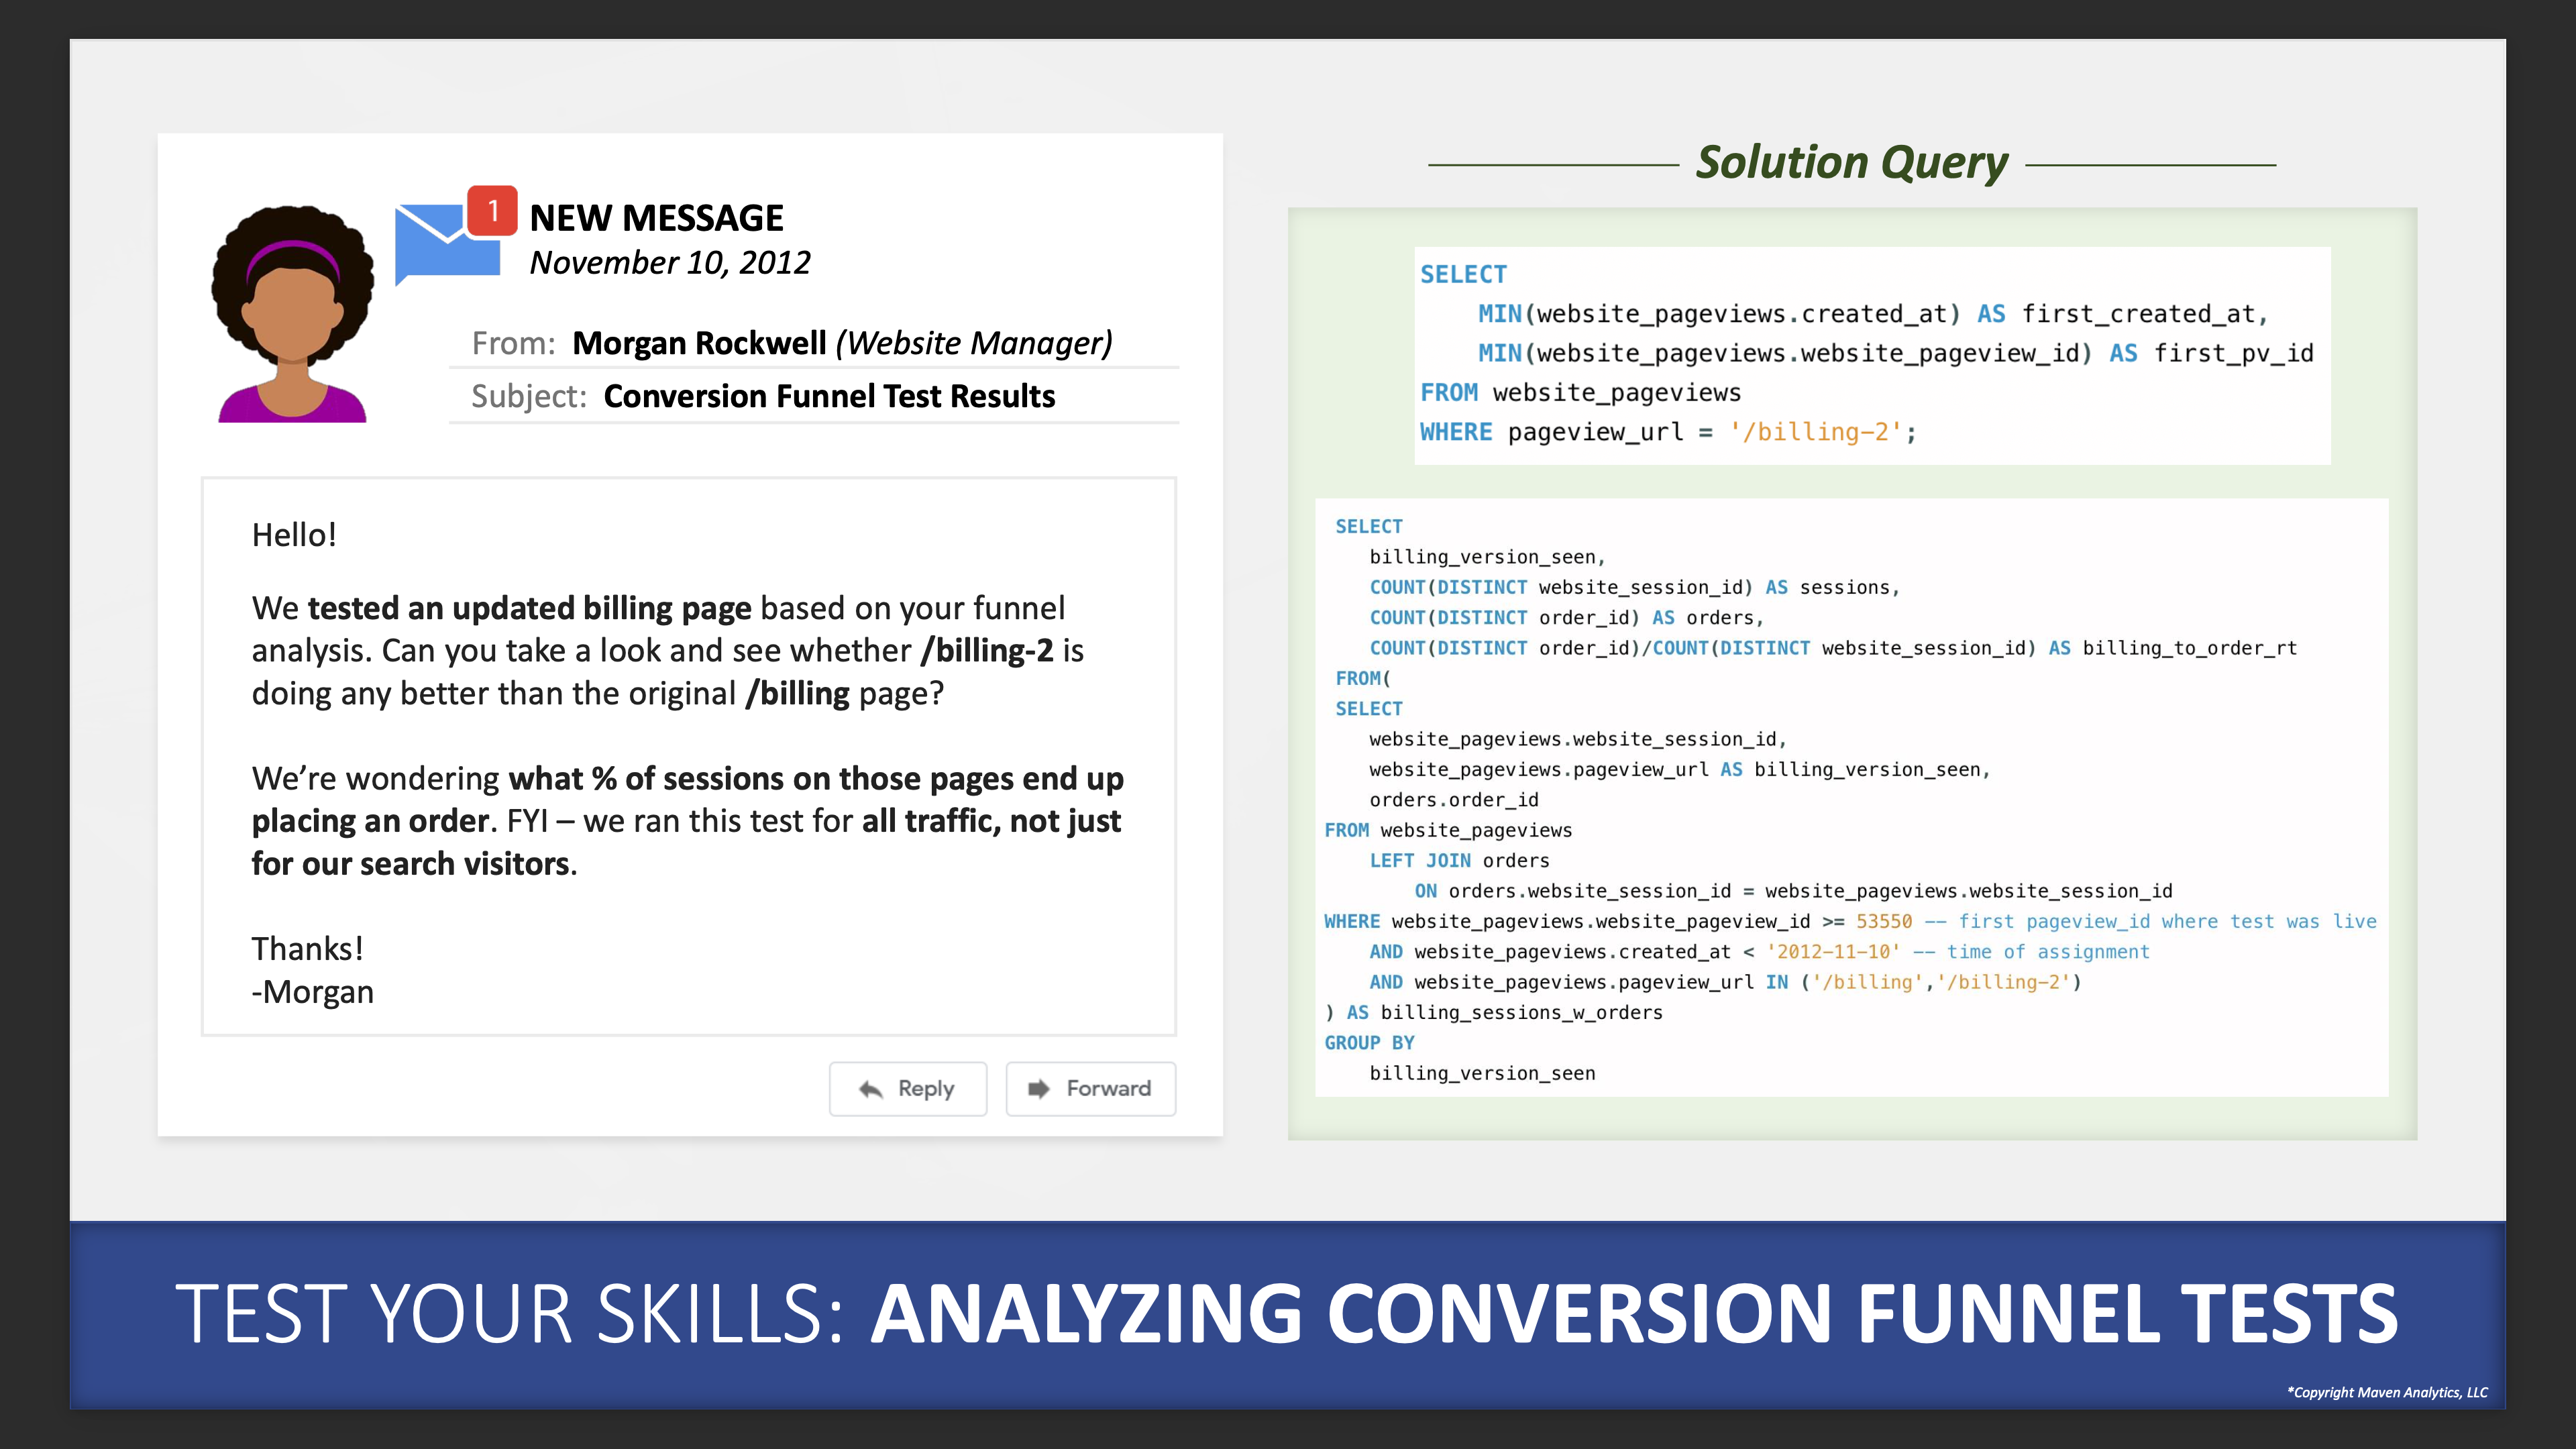 1
NEW MESSAGE
November 10, 2012
From: Morgan Rockwell (Website Manager)
Subject: Conversion Funnel Test Results
Hello!
We tested an updated billing page based on your funnel
analysis. Can you take a look and see whether /billing-2 is
doing any better than the original /billing page?
We’re wondering what % of sessions on those pages end up
placing an order. FYI – we ran this test for all traffic, not just
for our search visitors.
Thanks!
-Morgan
Reply
Forward
Solution Query
SELECT
MIN(website_pageviews.created_at) AS first_created_at,
MIN(website_pageviews.website_pageview_id) AS first_pv_id
FROM website_pageviews
WHERE pageview_url = '/billing-2';
SELECT
billing_version_seen,
COUNT(DISTINCT website_session_id) AS sessions,
COUNT(DISTINCT order_id) AS orders,
COUNT(DISTINCT order_id)/COUNT(DISTINCT website_session_id) AS billing_to_order_rt
FROM(
SELECT
website_pageviews.website_session_id,
website_pageviews.pageview_url AS billing_version_seen,
orders.order_id
FROM website_pageviews
LEFT JOIN orders
ON orders.website_session_id = website_pageviews.website_session_id
WHERE website_pageviews.website_pageview_id >= 53550 -- first pageview_id where test was live
AND website_pageviews.created_at < '2012-11-10' -- time of assignment
AND website_pageviews.pageview_url IN ('/billing','/billing-2')
) AS billing_sessions_w_orders
GROUP BY
billing_version_seen
TEST YOUR SKILLS: ANALYZING CONVERSION FUNNEL TESTS
*Copyright Maven Analytics, LLC